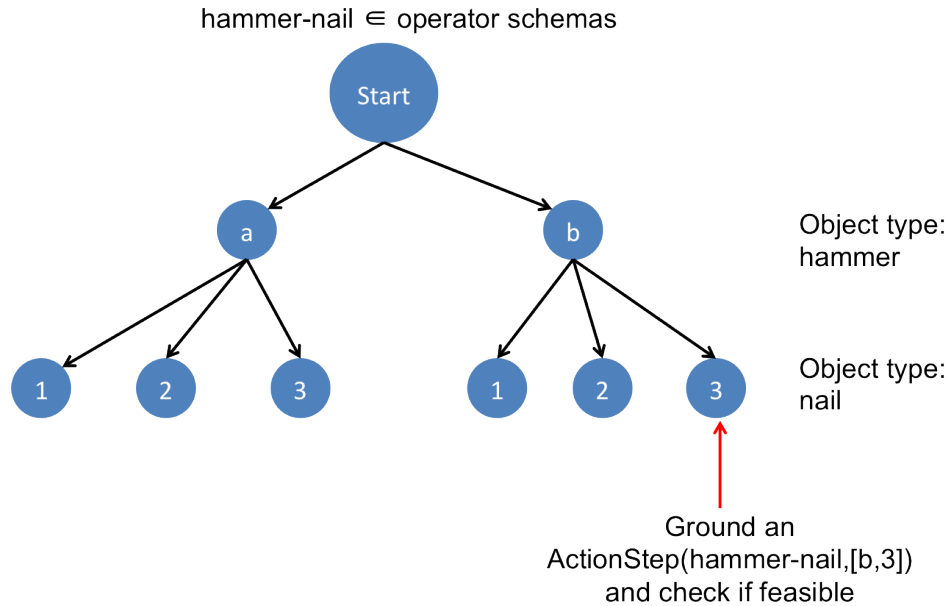 hammer-nail ∈ operator schemas
Start
a
b
Object type:
hammer
1
2
3
1
2
3
Object type:
nail
Ground an
ActionStep(hammer-nail,[b,3])
and check if feasible